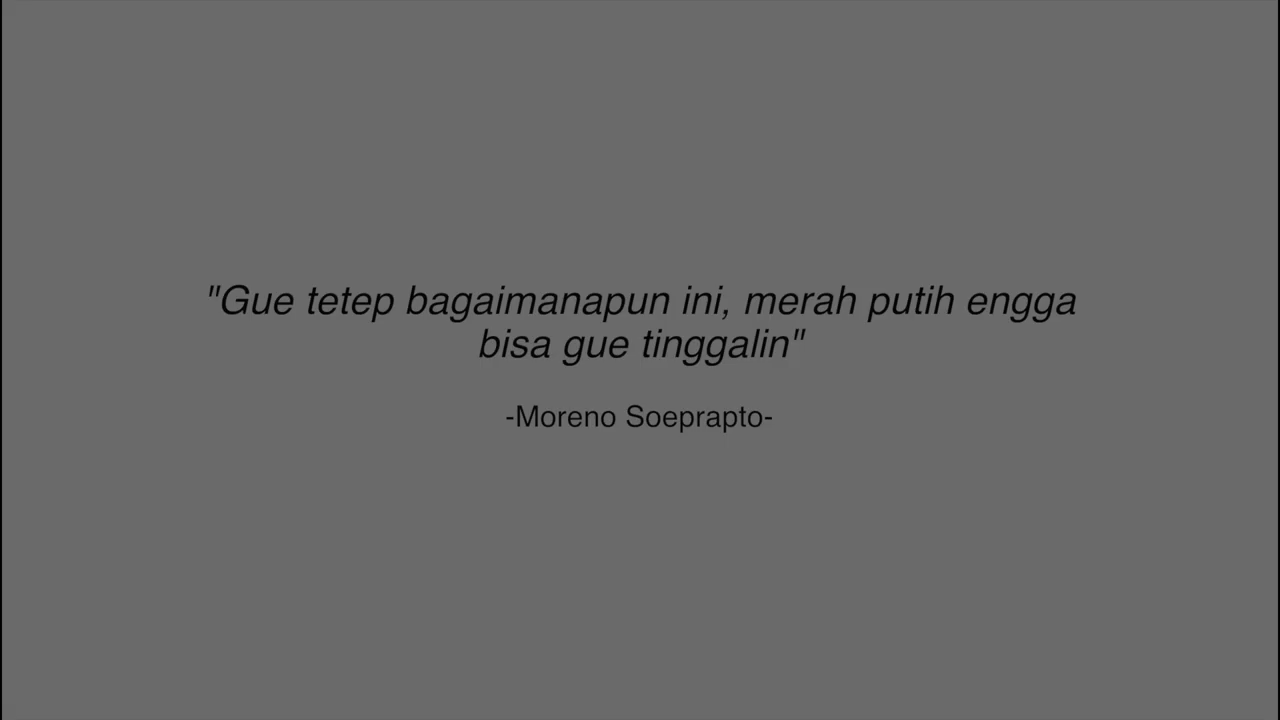 "Gue tetep bagaimanapun ini, merah putih engga
bisa gue tinggalin"
-Moreno Soeprapto-